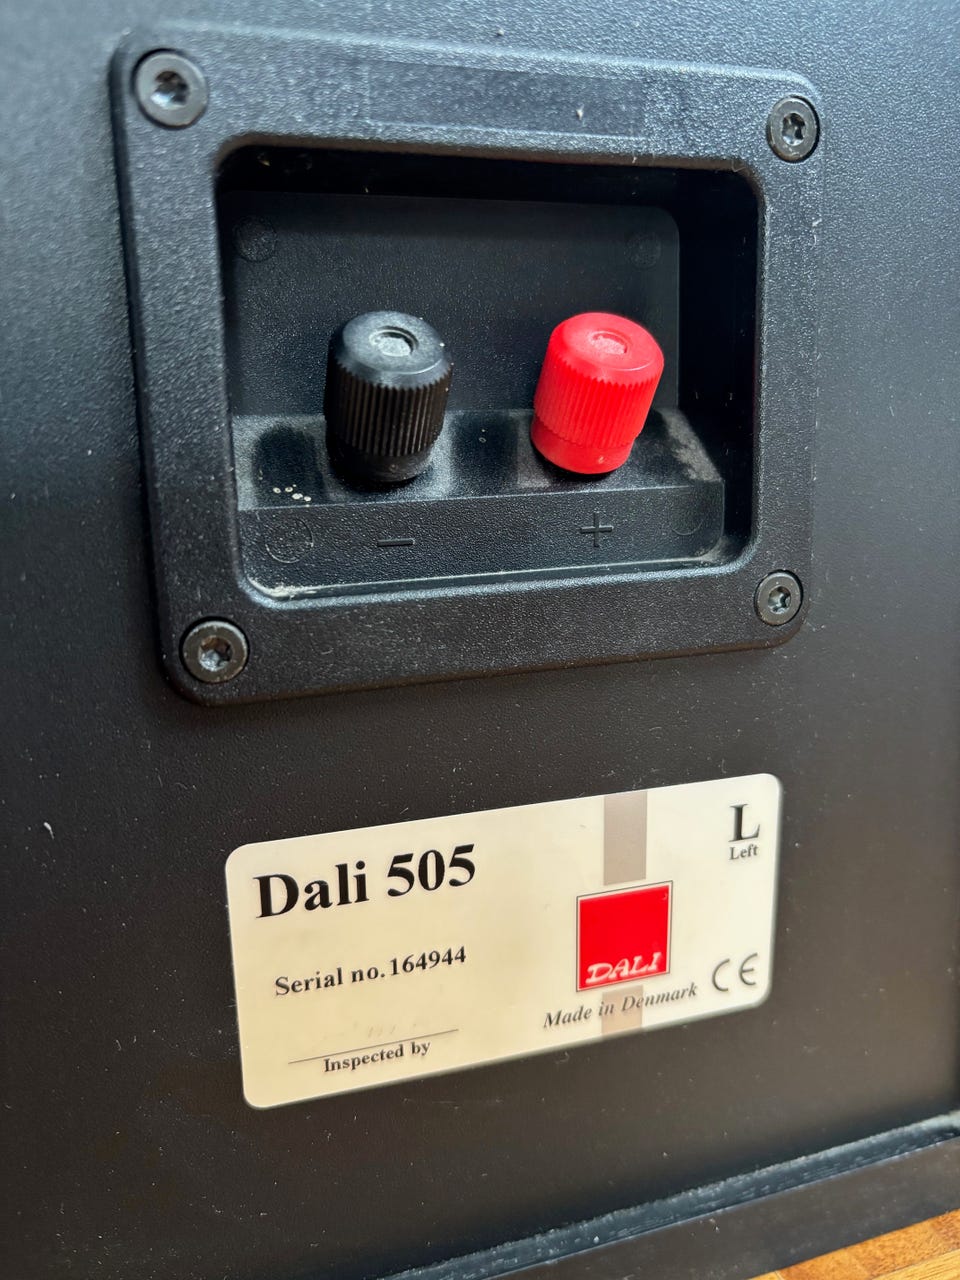 − +
Dali 505
L
Left
Serial no. 164944
DALI
Made in Denmark CE
Inspected by